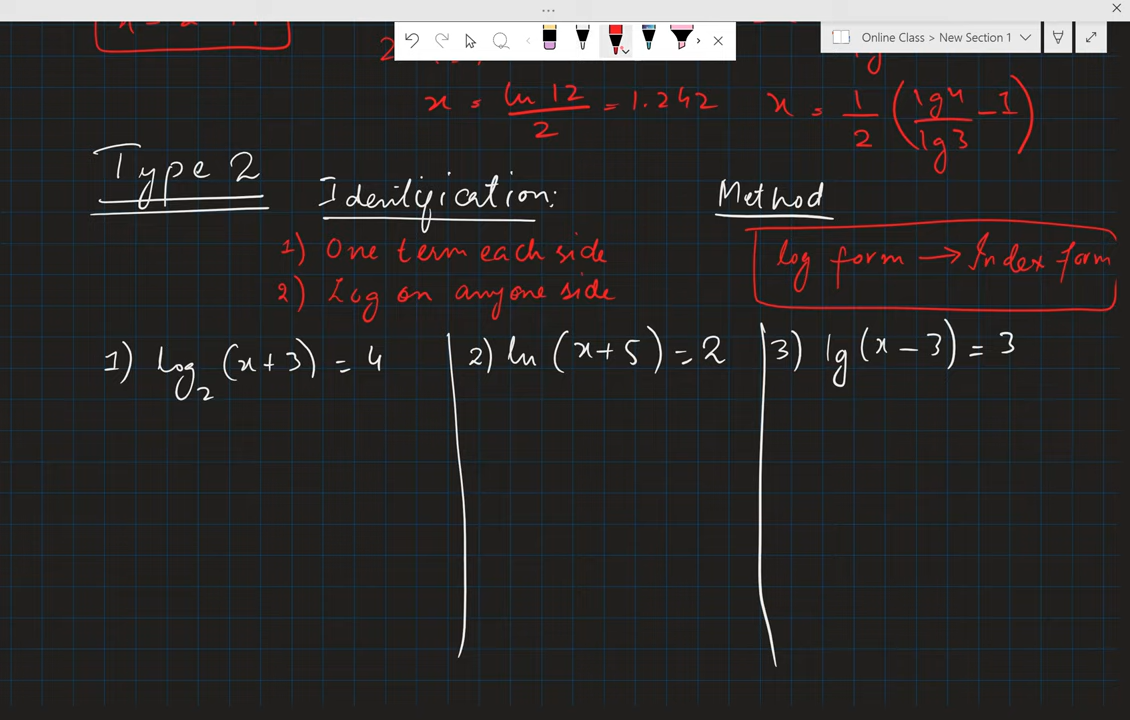 Online Class > New Section 1
x = ln 12 / 2 = 1.242
x = 1/2 (lg4/lg3 - 1)
Type 2
Identification:
Method
1) One term each side
2) Log on anyone side
log form → Index form
1) log₂ (x+3) = 4
2) ln (x+5) = 2
3) lg (x-3) = 3